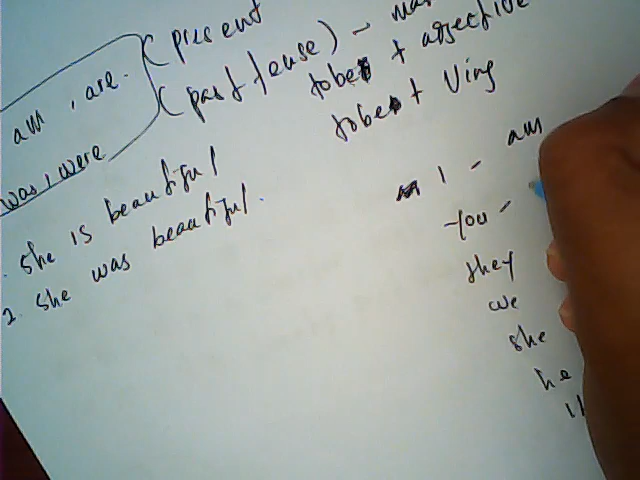 am , are. ( present
was, were ( past tense ) -
tobe + adjective
tobe + Ving
. she is beautiful
2. she was beautiful.
I - am
you -
they
we
she
he